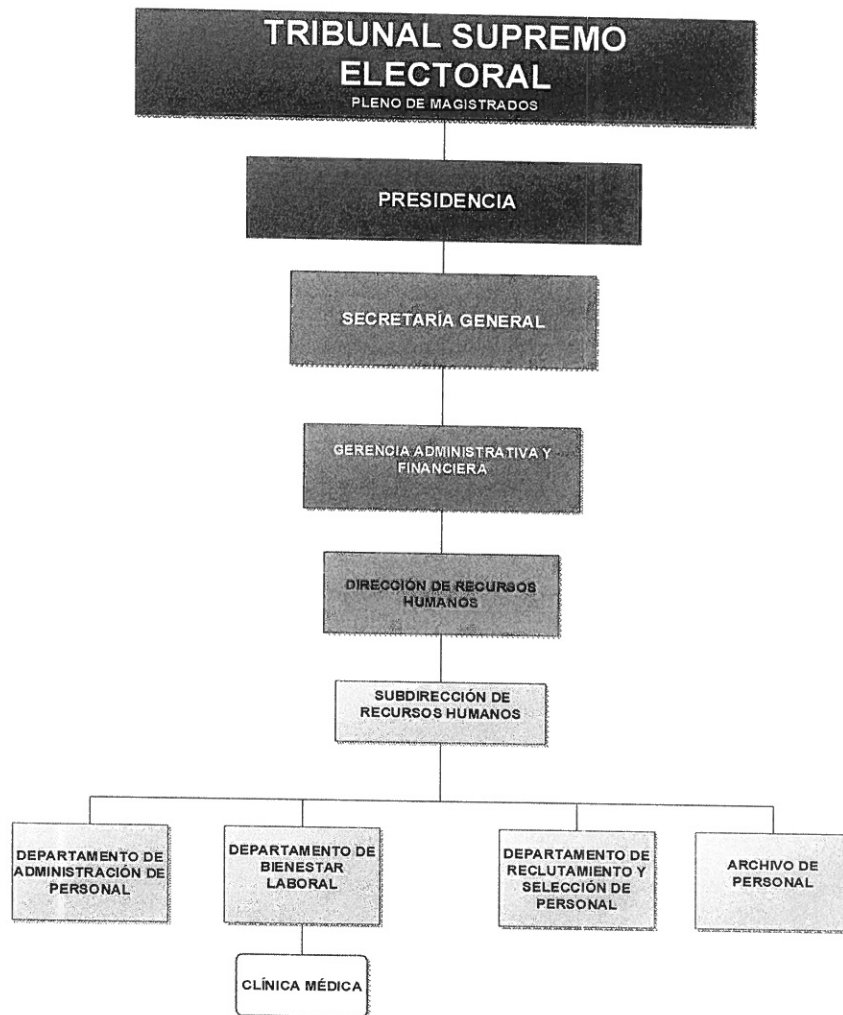 TRIBUNAL SUPREMO
ELECTORAL
PLENO DE MAGISTRADOS
PRESIDENCIA
SECRETARÍA GENERAL
GERENCIA ADMINISTRATIVA Y
FINANCIERA
DIRECCIÓN DE RECURSOS
HUMANOS
SUBDIRECCIÓN DE
RECURSOS HUMANOS
DEPARTAMENTO DE
ADMINISTRACIÓN DE
PERSONAL
DEPARTAMENTO DE
BIENESTAR
LABORAL
DEPARTAMENTO DE
RECLUTAMIENTO Y
SELECCIÓN DE
PERSONAL
ARCHIVO DE
PERSONAL
CLÍNICA MÉDICA